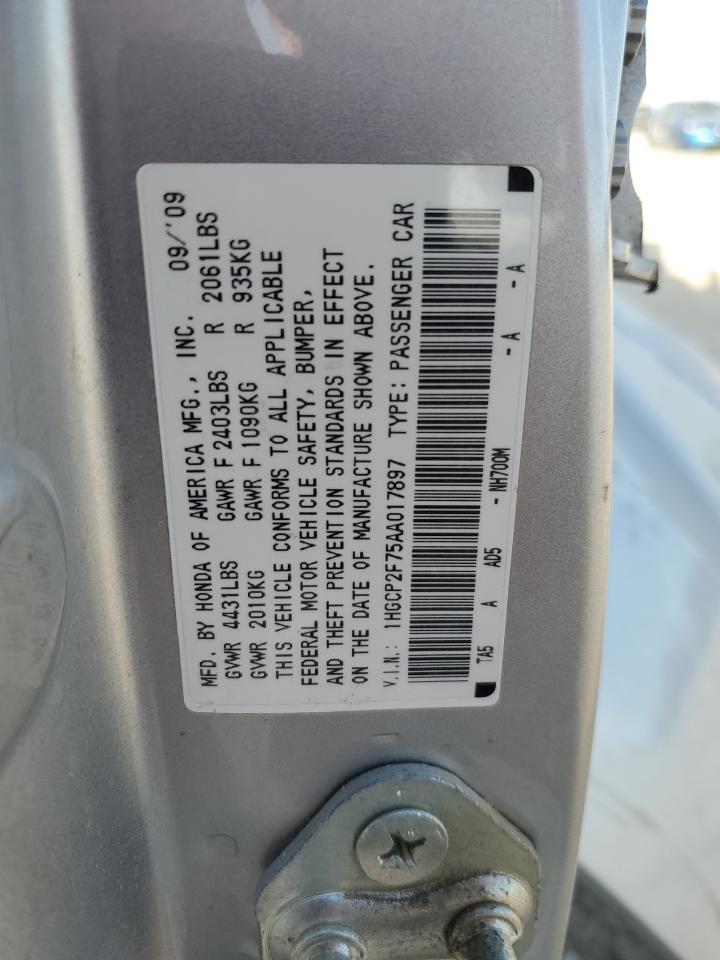 MFD. BY HONDA OF AMERICA MFG., INC. 09/'09
GVWR 4431LBS GAWR F 2403LBS R 2061LBS
GVWR 2010KG GAWR F 1090KG R 935KG
THIS VEHICLE CONFORMS TO ALL APPLICABLE
FEDERAL MOTOR VEHICLE SAFETY, BUMPER,
AND THEFT PREVENTION STANDARDS IN EFFECT
ON THE DATE OF MANUFACTURE SHOWN ABOVE.
V.I.N.: 1HGCP2F75AA017897 TYPE: PASSENGER CAR
TA5 A AD5 - NH700M - A - A